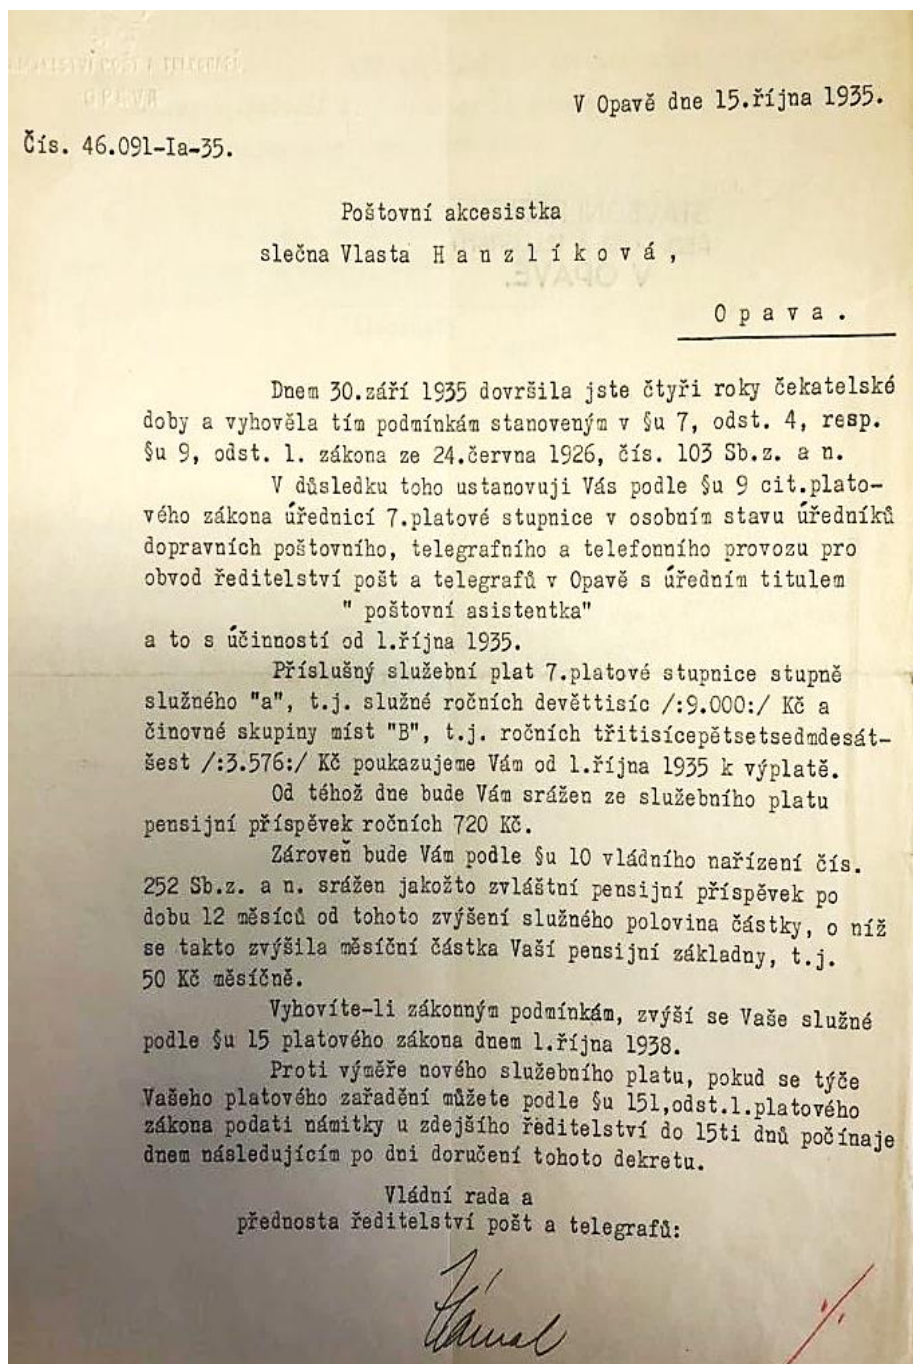 V Opavě dne 15.října 1935.
Čís. 46.091-Ia-35.
Poštovní akcesistka
slečna Vlasta H a n z l í k o v á ,
O p a v a .
Dnem 30.září 1935 dovršila jste čtyři roky čekatelské
doby a vyhověla tím podmínkám stanoveným v §u 7, odst. 4, resp.
§u 9, odst. l. zákona ze 24.června 1926, čís. 103 Sb.z. a n.
V důsledku toho ustanovuji Vás podle §u 9 cit.plato-
vého zákona úřednicí 7.platové stupnice v osobním stavu úředníků
dopravních poštovního, telegrafního a telefonního provozu pro
obvod ředitelství pošt a telegrafů v Opavě s úředním titulem
" poštovní asistentka"
a to s účinností od 1.října 1935.
Příslušný služební plat 7.platové stupnice stupně
služného "a", t.j. služné ročních devěttisíc /:9.000:/ Kč a
činovné skupiny míst "B", t.j. ročních třitisícepětsetsedmdesát-
šest /:3.576:/ Kč poukazujeme Vám od 1.října 1935 k výplatě.
Od téhož dne bude Vám srážen ze služebního platu
pensijní příspěvek ročních 720 Kč.
Zároveň bude Vám podle §u 10 vládního nařízení čís.
252 Sb.z. a n. srážen jakožto zvláštní pensijní příspěvek po
dobu 12 měsíců od tohoto zvýšení služného polovina částky, o níž
se takto zvýšila měsíční částka Vaší pensijní základny, t.j.
50 Kč měsíčně.
Vyhovíte-li zákonným podmínkám, zvýší se Vaše služné
podle §u 15 platového zákona dnem 1.října 1938.
Proti výměře nového služebního platu, pokud se týče
Vašeho platového zařadění můžete podle §u 151,odst.l.platového
zákona podati námitky u zdejšího ředitelství do 15ti dnů počínaje
dnem následujícím po dni doručení tohoto dekretu.
Vládní rada a
přednosta ředitelství pošt a telegrafů:
V OPAVE.